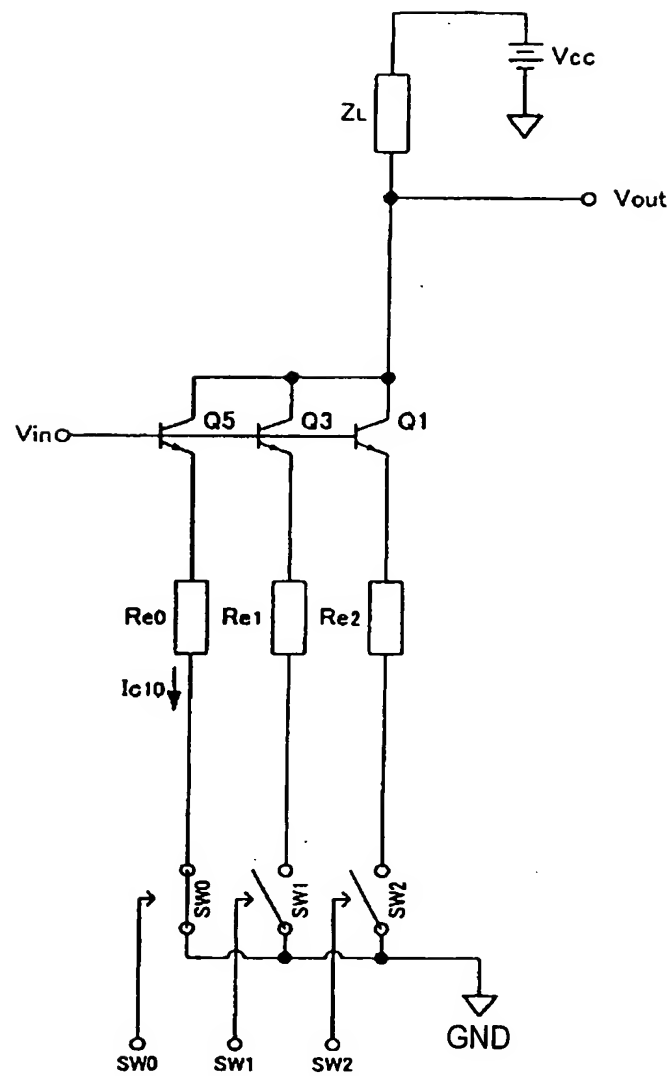 Vcc
ZL
Vout
Vin
Q5
Q3
Q1
Re0
Re1
Re2
Ic10
SW0
SW1
SW2
GND
SW0
SW1
SW2